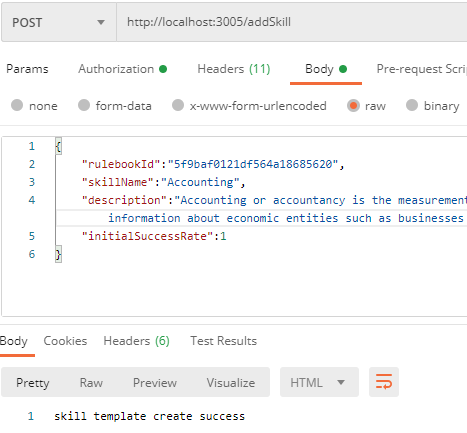 POST http://localhost:3005/addSkill
Params Authorization Headers (11) Body Pre-request Scri
none form-data x-www-form-urlencoded raw binary
1 {
2 "rulebookId":"5f9baf0121df564a18685620",
3 "skillName":"Accounting",
4 "description":"Accounting or accountancy is the measurement
information about economic entities such as businesses
5 "initialSuccessRate":1
6 }
Body Cookies Headers (6) Test Results
Pretty Raw Preview Visualize HTML
1 skill template create success